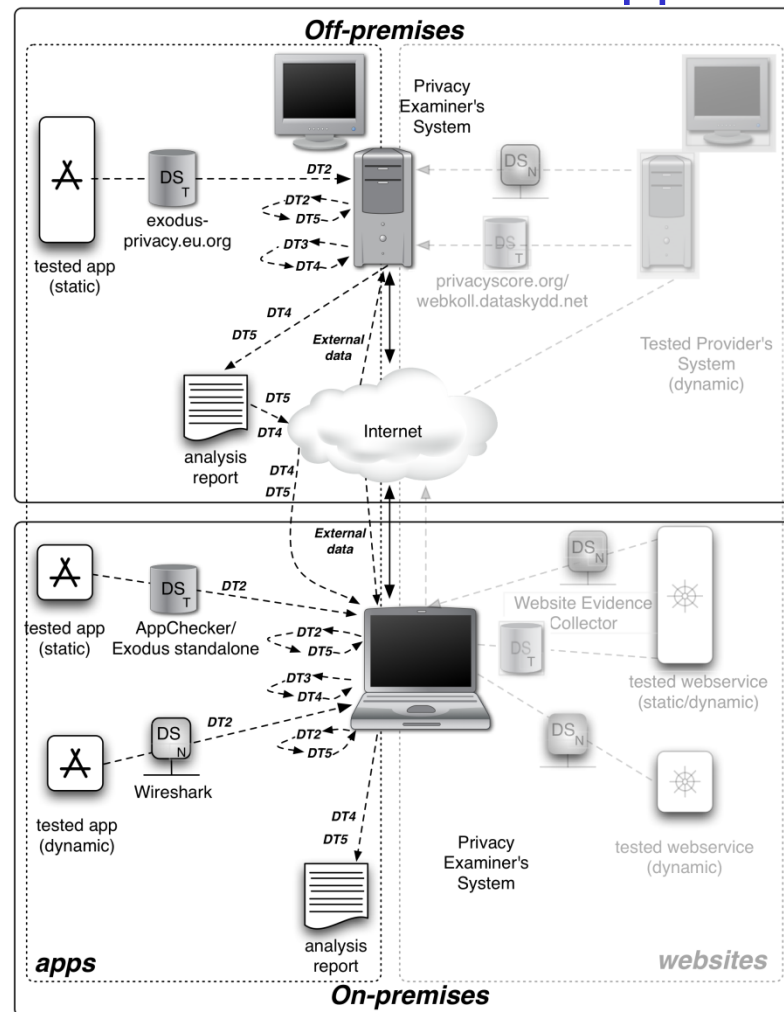 Off-premises
Privacy
Examiner's
System
DS N
DS
T
DT2
exodus-
privacy.eu.org
tested app
(static)
DT2
DT5
DT3
DT4
DS
T
privacyscore.org/
webkoll.dataskydd.net
Tested Provider's
System
(dynamic)
DT4
DT5
External
data
DT5
DT4
analysis
report
Internet
DT4
DT5
External
data
tested app
(static)
DS
T
DT2
AppChecker/
Exodus standalone
DT2
DT5
DT3
DT4
DT2
DT5
DT2
DS
N
Wireshark
tested app
(dynamic)
DS N
Website Evidence
Collector
DS
T
tested webservice
(static/dynamic)
DS N
tested webservice
(dynamic)
DT4
DT5
Privacy
Examiner's
System
analysis
report
apps
websites
On-premises